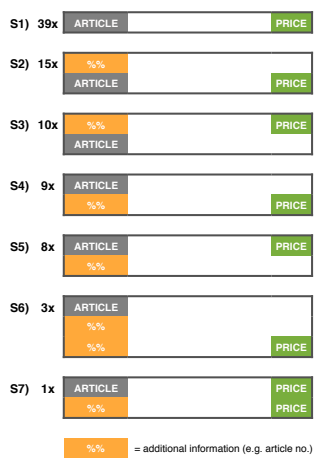 S1) 39x ARTICLE PRICE
S2) 15x %%
ARTICLE PRICE
S3) 10x %% PRICE
ARTICLE
S4) 9x ARTICLE
%% PRICE
S5) 8x ARTICLE PRICE
%%
S6) 3x ARTICLE
%%
%% PRICE
S7) 1x ARTICLE PRICE
%% PRICE
%% = additional information (e.g. article no.)